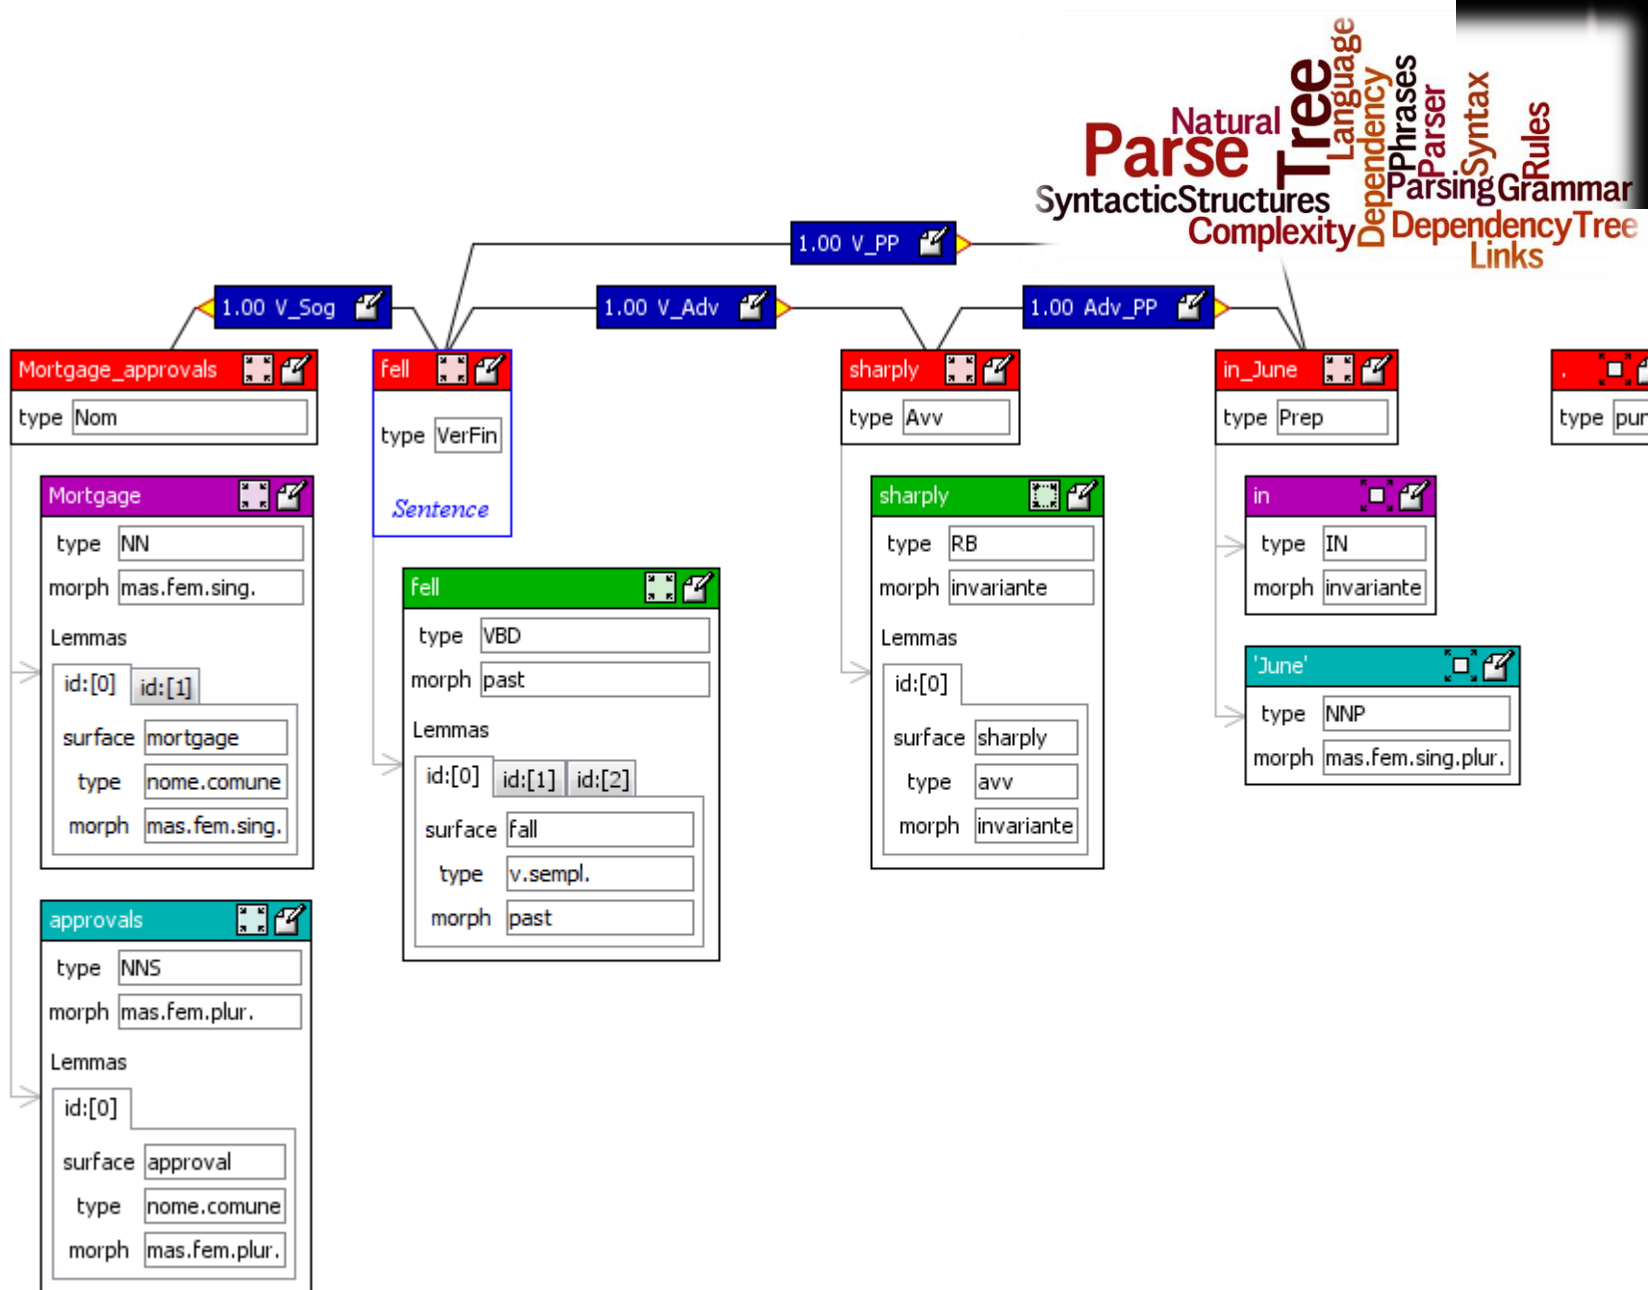 Natural
Parse
Tree
Language
Dependency
Phrases
Parser
Syntax
Rules
Parsing Grammar
SyntacticStructures
Complexity
DependencyTree
Links
1.00 V_PP
1.00 V_Sog
1.00 V_Adv
1.00 Adv_PP
Mortgage_approvals
type Nom
Mortgage
type NN
morph mas.fem.sing.
Lemmas
id:[0] id:[1]
surface mortgage
type nome.comune
morph mas.fem.sing.
approvals
type NNS
morph mas.fem.plur.
Lemmas
id:[0]
surface approval
type nome.comune
morph mas.fem.plur.
fell
type VerFin
Sentence
fell
type VBD
morph past
Lemmas
id:[0] id:[1] id:[2]
surface fall
type v.sempl.
morph past
sharply
type Avv
sharply
type RB
morph invariante
Lemmas
id:[0]
surface sharply
type avv
morph invariante
in_June
type Prep
in
type IN
morph invariante
'June'
type NNP
morph mas.fem.sing.plur.
.
type